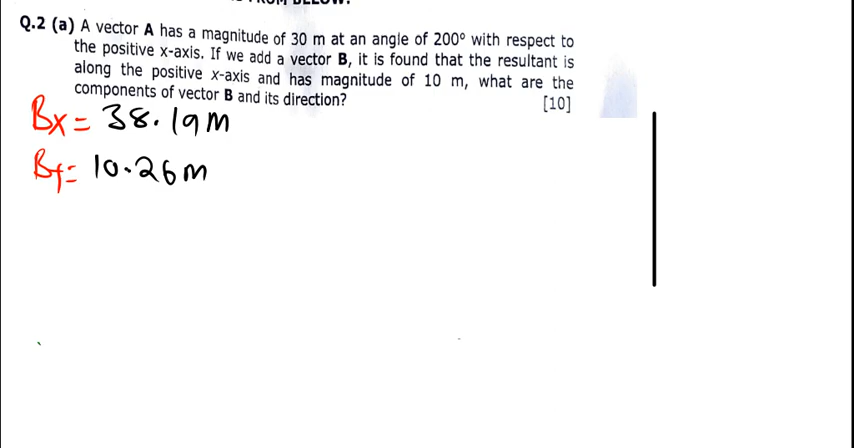 FROM BELOW.
Q.2 (a) A vector A has a magnitude of 30 m at an angle of 200° with respect to
the positive x-axis. If we add a vector B, it is found that the resultant is
along the positive x-axis and has magnitude of 10 m, what are the
components of vector B and its direction? [10]
Bx = 38.19m
By = 10.26m